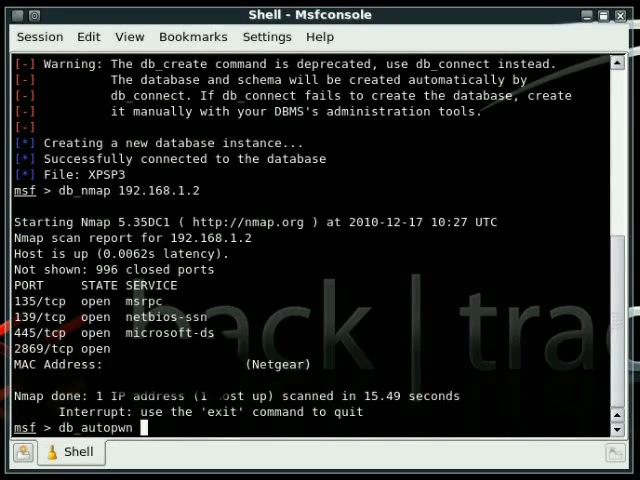 Shell - Msfconsole
Session Edit View Bookmarks Settings Help
[-] Warning: The db_create command is deprecated, use db_connect instead.
[-]          The database and schema will be created automatically by
[-]          db_connect. If db_connect fails to create the database, create
[-]          it manually with your DBMS's administration tools.
[-]
[*] Creating a new database instance...
[*] Successfully connected to the database
[*] File: XPSP3
msf > db_nmap 192.168.1.2
Starting Nmap 5.35DC1 ( http://nmap.org ) at 2010-12-17 10:27 UTC
Nmap scan report for 192.168.1.2
Host is up (0.0062s latency).
Not shown: 996 closed ports
PORT     STATE SERVICE
135/tcp  open  msrpc
139/tcp  open  netbios-ssn
445/tcp  open  microsoft-ds
2869/tcp open
MAC Address:                   (Netgear)
Nmap done: 1 IP address (1 host up) scanned in 15.49 seconds
      Interrupt: use the 'exit' command to quit
msf > db_autopwn
back | trac
Shell